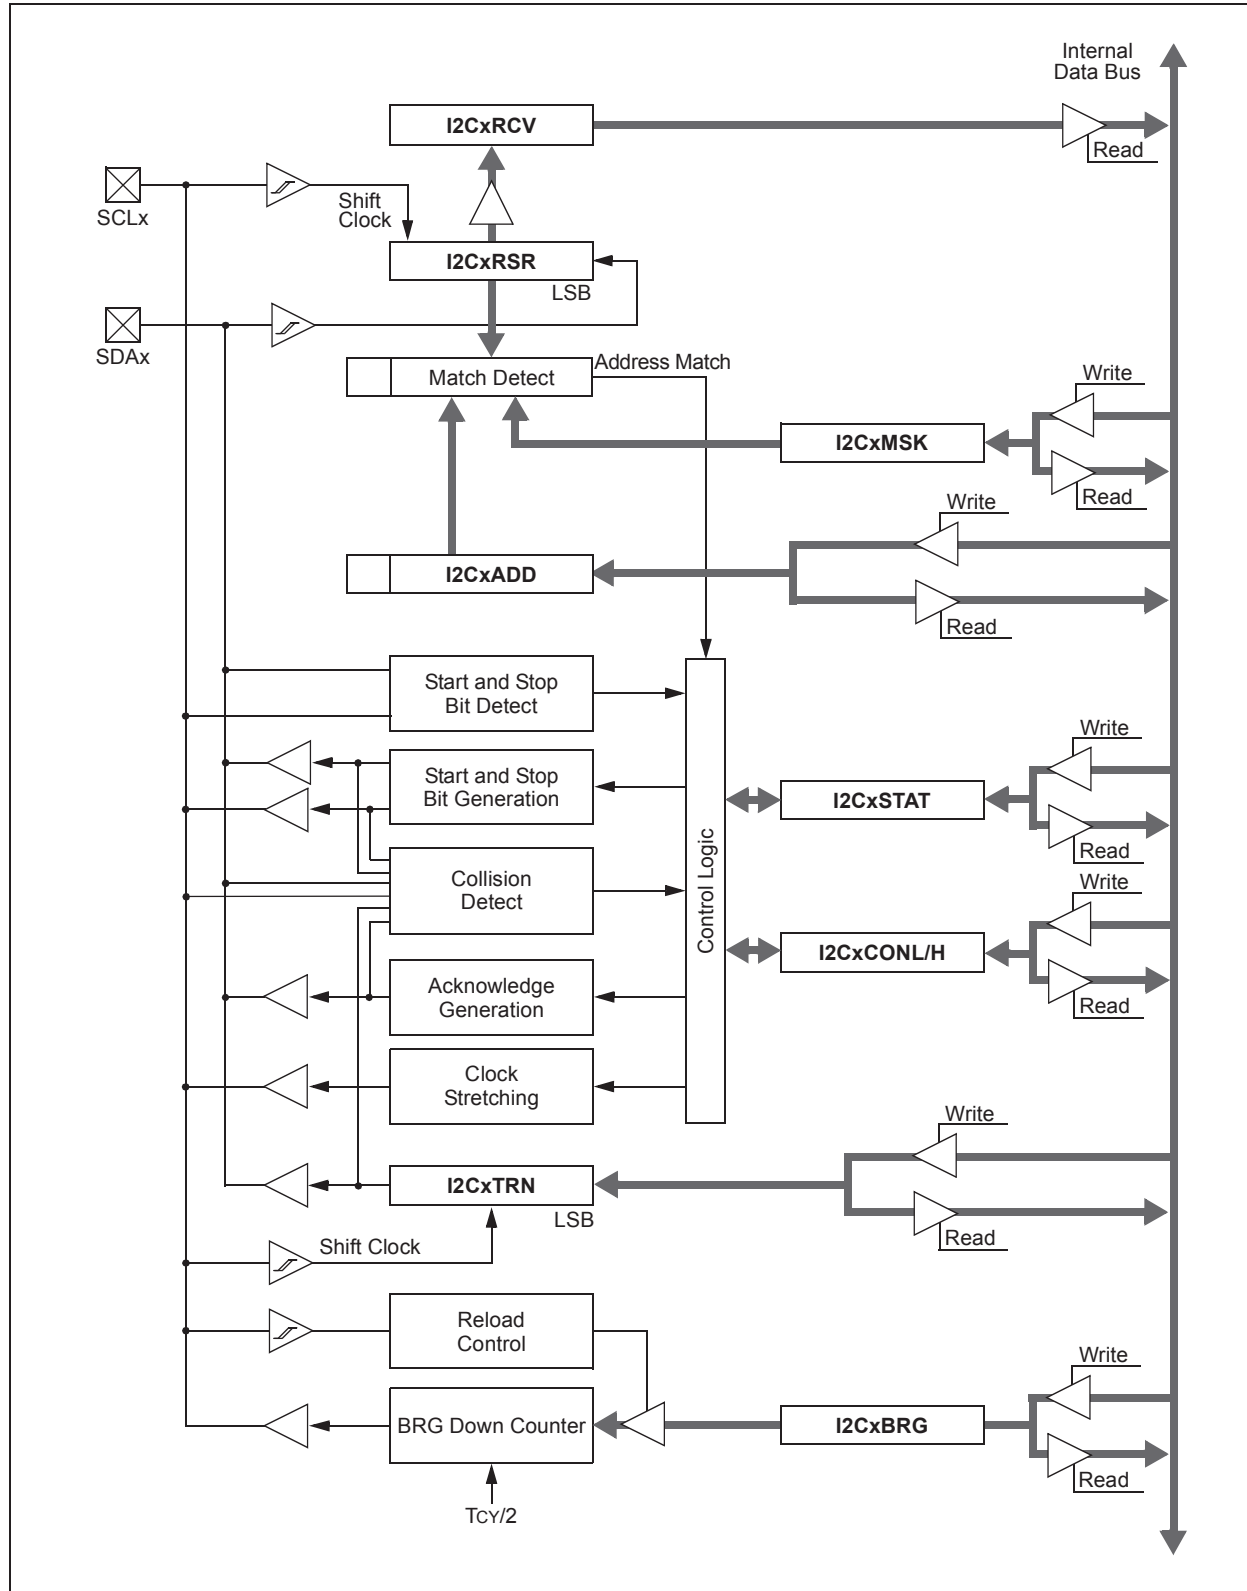 Internal
Data Bus
I2CxRCV
Read
SCLx
Shift
Clock
I2CxRSR
LSB
SDAx
Address Match
Match Detect
Write
I2CxMSK
Read
Write
I2CxADD
Read
Start and Stop
Bit Detect
Write
Start and Stop
Bit Generation
I2CxSTAT
Read
Control Logic
Collision
Detect
Write
I2CxCONL/H
Read
Acknowledge
Generation
Clock
Stretching
Write
I2CxTRN
LSB
Read
Shift Clock
Reload
Control
Write
BRG Down Counter
I2CxBRG
Read
TCY/2